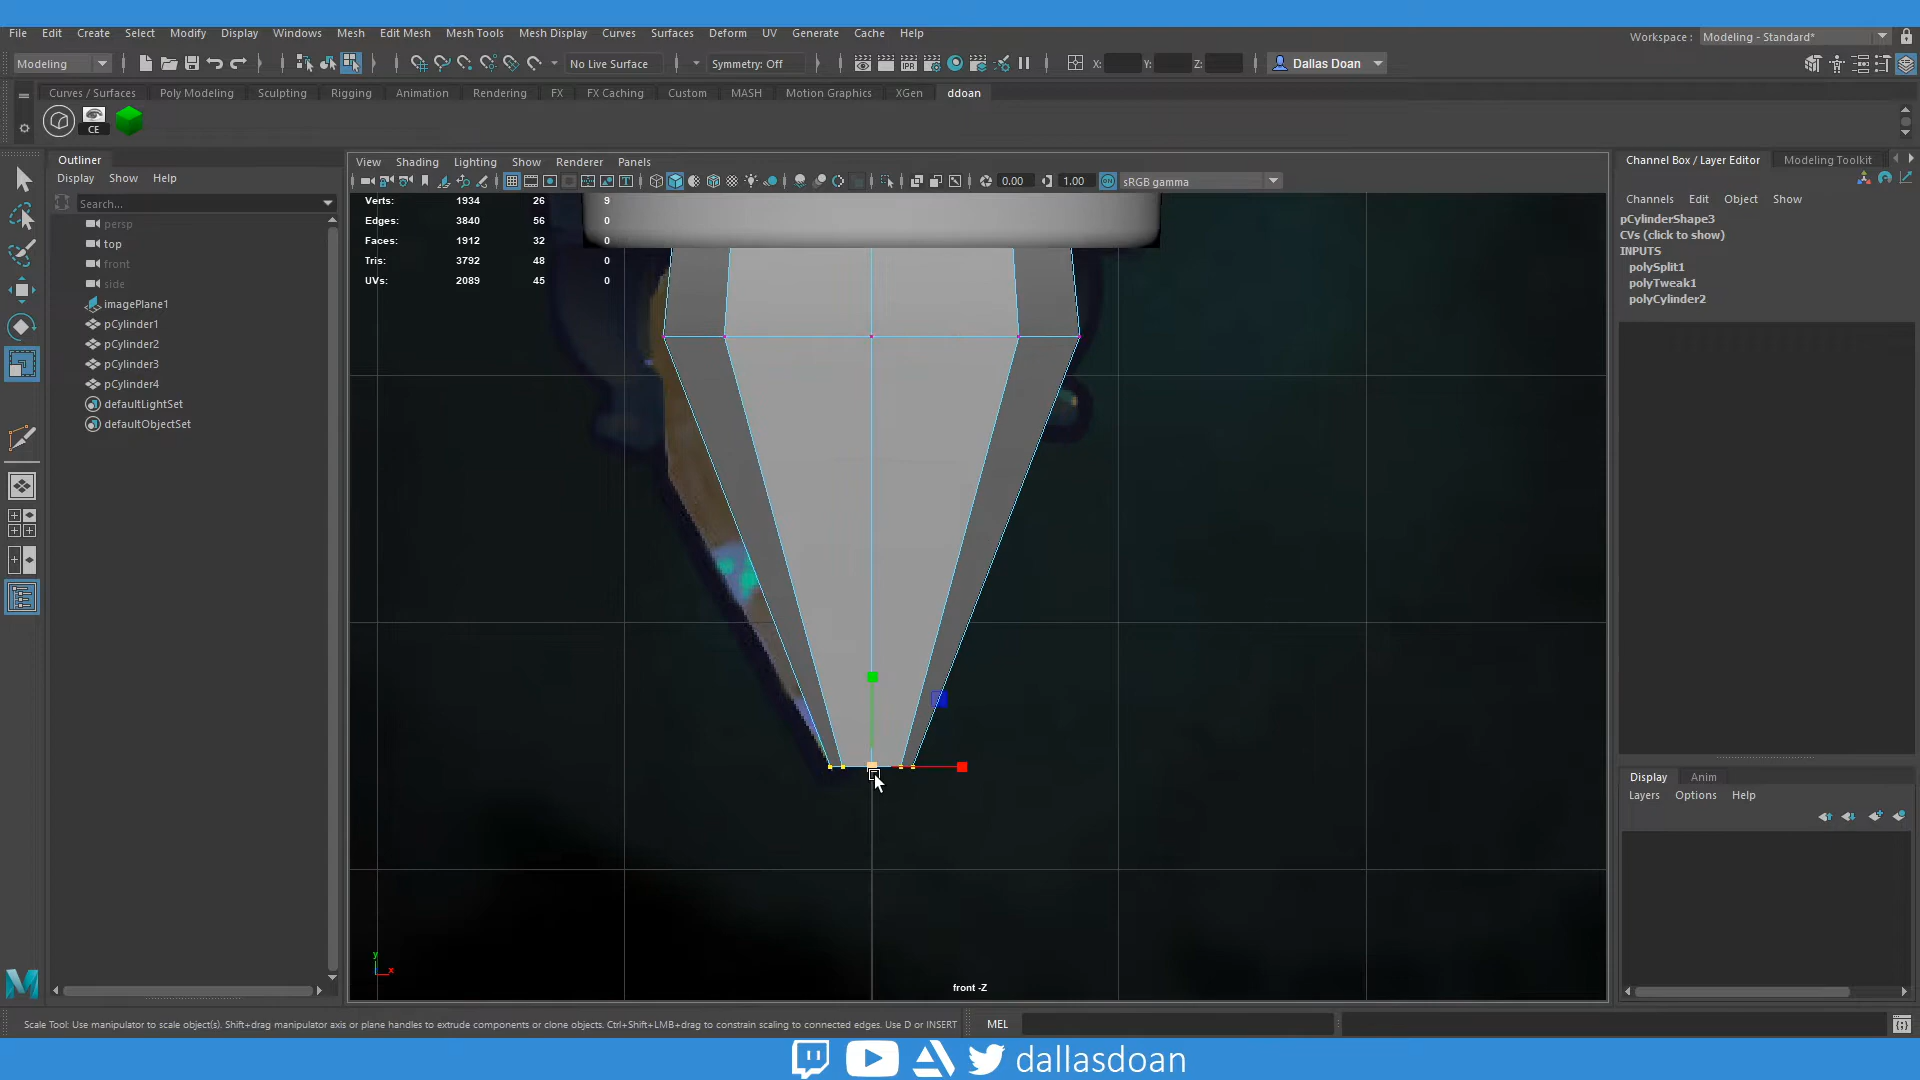 File Edit Create Select Modify Display Windows Mesh Edit Mesh Mesh Tools Mesh Display Curves Surfaces Deform UV Generate Cache Help
Workspace : Modeling - Standard*
Modeling No Live Surface Symmetry: Off IPR X: Y: Z: Dallas Doan
Curves / Surfaces Poly Modeling Sculpting Rigging Animation Rendering FX FX Caching Custom MASH Motion Graphics XGen ddoan
CE
Outliner
Display Show Help
Search...
persp
top
front
side
imagePlane1
pCylinder1
pCylinder2
pCylinder3
pCylinder4
defaultLightSet
defaultObjectSet
View Shading Lighting Show Renderer Panels
0.00 1.00 ON sRGB gamma
Verts: 1934 26 9
Edges: 3840 56 0
Faces: 1912 32 0
Tris: 3792 48 0
UVs: 2089 45 0
y
x
front -Z
Channel Box / Layer Editor Modeling Toolkit
Channels Edit Object Show
pCylinderShape3
CVs (click to show)
INPUTS
polySplit1
polyTweak1
polyCylinder2
Display Anim
Layers Options Help
Scale Tool: Use manipulator to scale object(s). Shift+drag manipulator axis or plane handles to extrude components or clone objects. Ctrl+Shift+LMB+drag to constrain scaling to connected edges. Use D or INSERT
MEL
dallasdoan